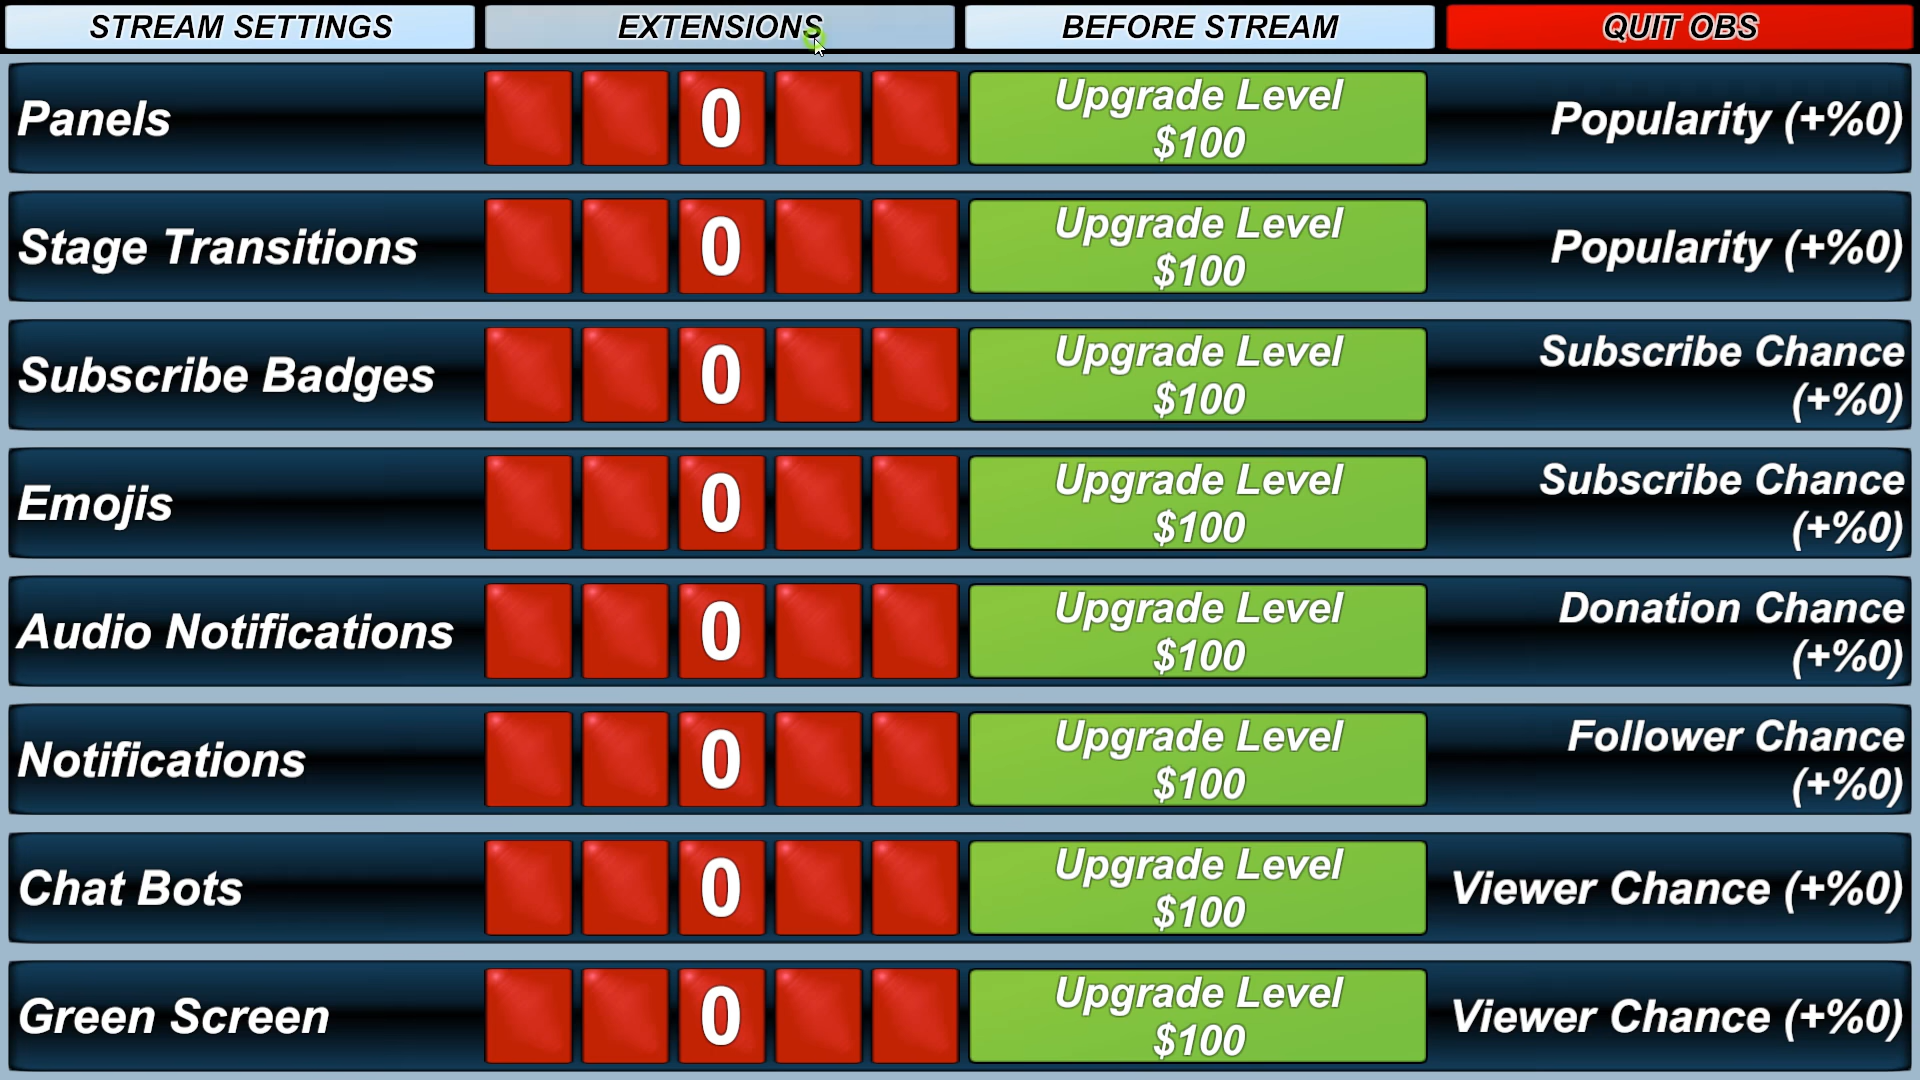 STREAM SETTINGS EXTENSIONS BEFORE STREAM QUIT OBS
Panels 0 Upgrade Level $100 Popularity (+%0)
Stage Transitions 0 Upgrade Level $100 Popularity (+%0)
Subscribe Badges 0 Upgrade Level $100 Subscribe Chance (+%0)
Emojis 0 Upgrade Level $100 Subscribe Chance (+%0)
Audio Notifications 0 Upgrade Level $100 Donation Chance (+%0)
Notifications 0 Upgrade Level $100 Follower Chance (+%0)
Chat Bots 0 Upgrade Level $100 Viewer Chance (+%0)
Green Screen 0 Upgrade Level $100 Viewer Chance (+%0)